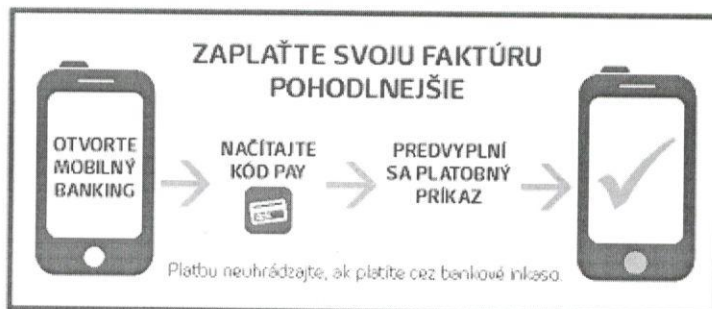 ZAPLAŤTE SVOJU FAKTÚRU
POHODLNEJŠIE
OTVORTE
MOBILNÝ
BANKING
NAČÍTAJTE
KÓD PAY
PREDVYPLNÍ
SA PLATOBNÝ
PRÍKAZ
Platbu neuhrádzajte, ak platíte cez bankové inkaso.